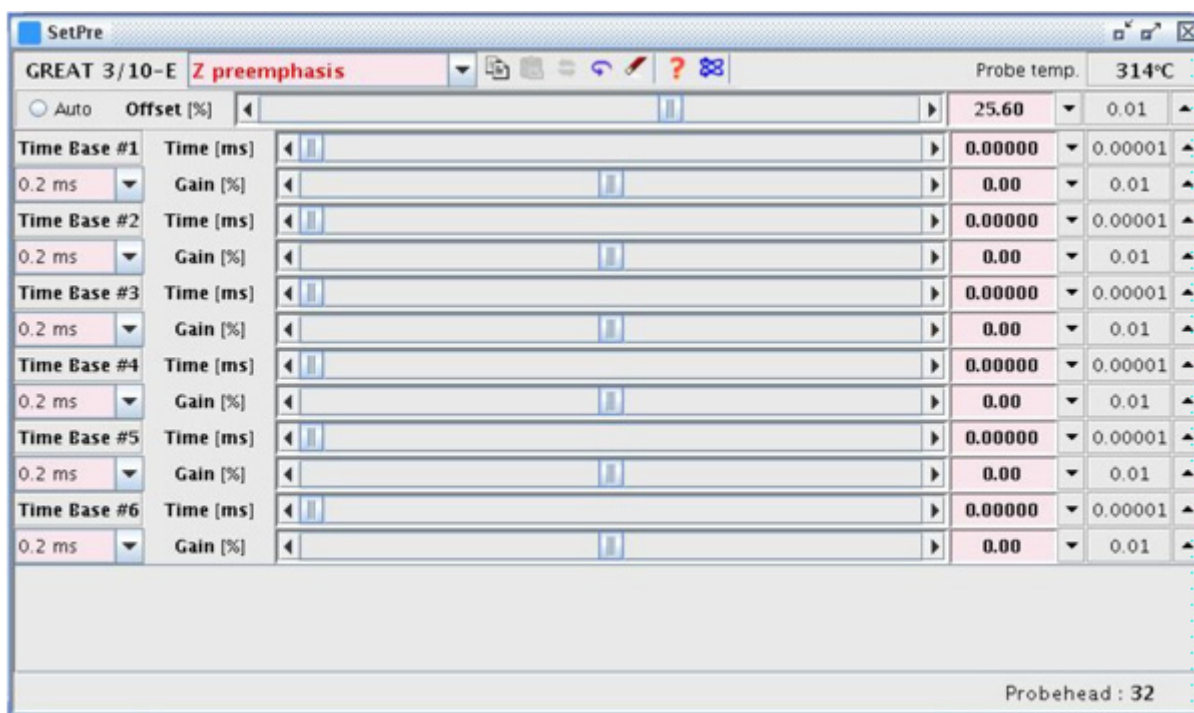 SetPre
GREAT 3/10-E Z preemphasis ? Probe temp. 314°C
Auto Offset [%] 25.60 0.01
Time Base #1 Time [ms] 0.00000 0.00001
0.2 ms Gain [%] 0.00 0.01
Time Base #2 Time [ms] 0.00000 0.00001
0.2 ms Gain [%] 0.00 0.01
Time Base #3 Time [ms] 0.00000 0.00001
0.2 ms Gain [%] 0.00 0.01
Time Base #4 Time [ms] 0.00000 0.00001
0.2 ms Gain [%] 0.00 0.01
Time Base #5 Time [ms] 0.00000 0.00001
0.2 ms Gain [%] 0.00 0.01
Time Base #6 Time [ms] 0.00000 0.00001
0.2 ms Gain [%] 0.00 0.01
Probehead : 32